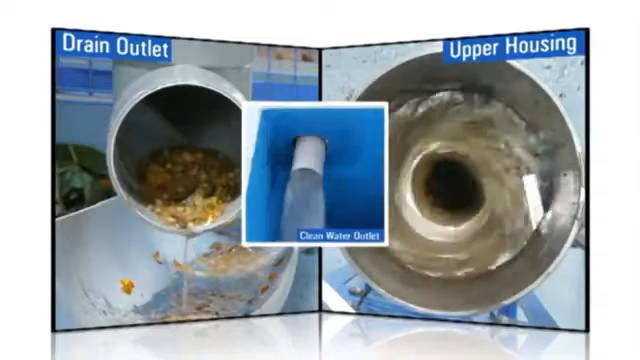 Drain Outlet
Upper Housing
Clean Water Outlet